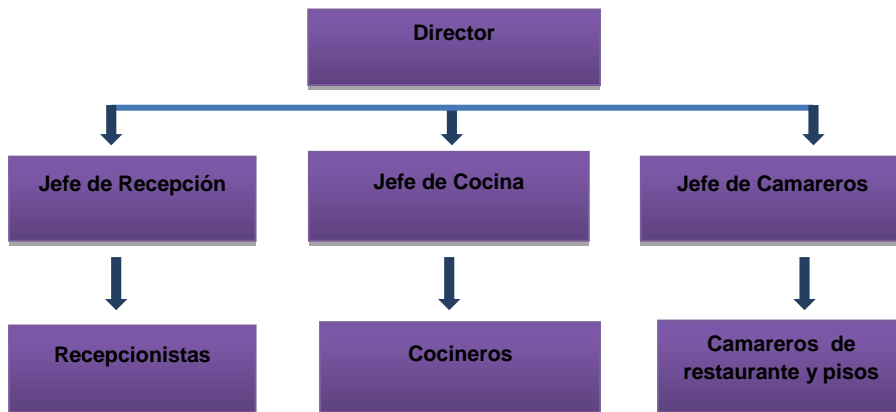 Director
Jefe de Recepción
Jefe de Cocina
Jefe de Camareros
Recepcionistas
Cocineros
Camareros de
restaurante y pisos